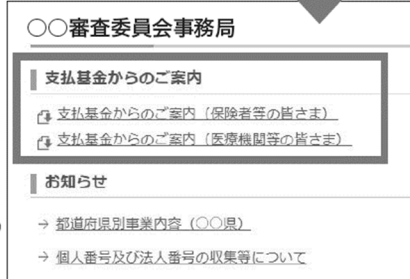 ○○審査委員会事務局
支払基金からのご案内
支払基金からのご案内（保険者等の皆さま）
支払基金からのご案内（医療機関等の皆さま）
お知らせ
→ 都道府県別事業内容（○○県）
→ 個人番号及び法人番号の収集等について